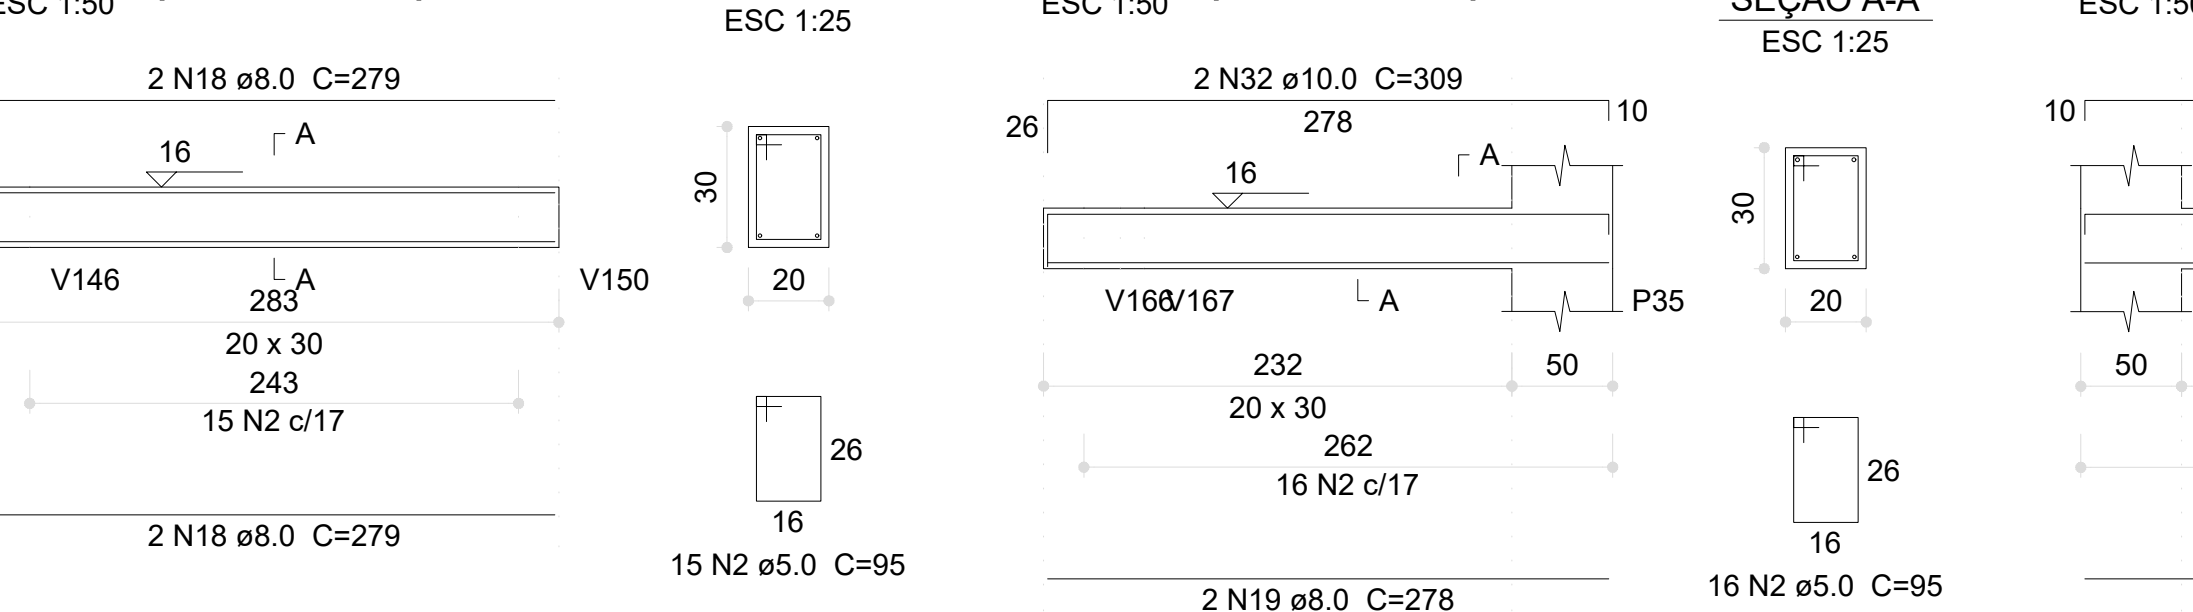 ESC 1:50
ESC 1:25
2 N18 ø8.0 C=279
A
16
30
V146
A
V150
283
20
20 x 30
243
15 N2 c/17
26
16
2 N18 ø8.0 C=279
15 N2 ø5.0 C=95
ESC 1:50
SEÇÃO A-A
ESC 1:25
2 N32 ø10.0 C=309
26
278
10
A
16
30
V166
V167
A
P35
20
232
50
20 x 30
262
16 N2 c/17
26
16
2 N19 ø8.0 C=278
16 N2 ø5.0 C=95
ESC 1:50
10
50